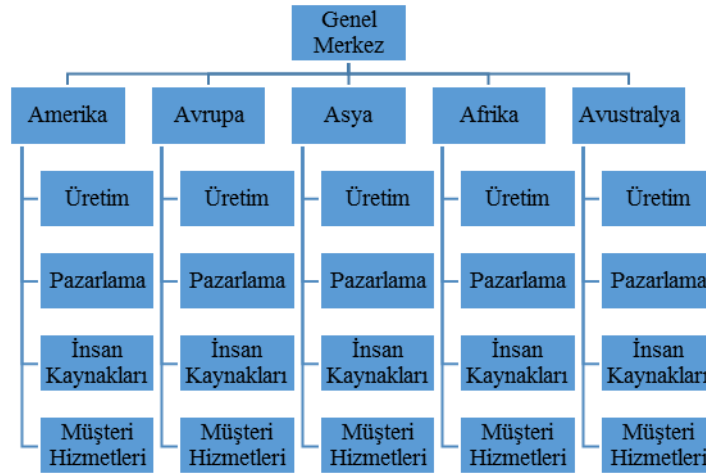 Genel
Merkez
Amerika Avrupa Asya Afrika Avustralya
Üretim Üretim Üretim Üretim Üretim
Pazarlama Pazarlama Pazarlama Pazarlama Pazarlama
İnsan İnsan İnsan İnsan İnsan
Kaynakları Kaynakları Kaynakları Kaynakları Kaynakları
Müşteri Müşteri Müşteri Müşteri Müşteri
Hizmetleri Hizmetleri Hizmetleri Hizmetleri Hizmetleri